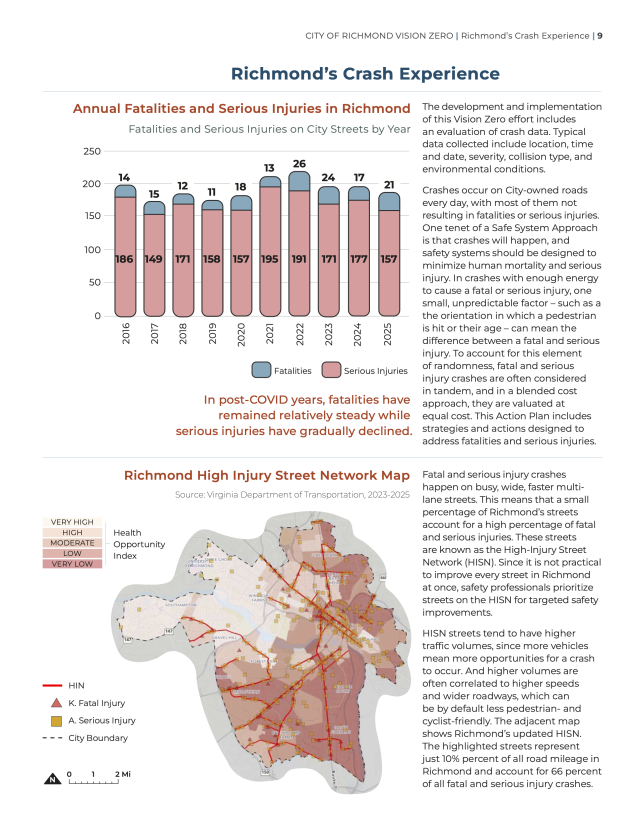 CITY OF RICHMOND VISION ZERO | Richmond's Crash Experience | 9
Richmond's Crash Experience
Annual Fatalities and Serious Injuries in Richmond
Fatalities and Serious Injuries on City Streets by Year
250
200
150
100
50
0
14
15
12
11
18
13
26
24
17
21
186
149
171
158
157
195
191
171
177
157
2016
2017
2018
2019
2020
2021
2022
2023
2024
2025
Fatalities
Serious Injuries
In post-COVID years, fatalities have
remained relatively steady while
serious injuries have gradually declined.
The development and implementation
of this Vision Zero effort includes
an evaluation of crash data. Typical
data collected include location, time
and date, severity, collision type, and
environmental conditions.
Crashes occur on City-owned roads
every day, with most of them not
resulting in fatalities or serious injuries.
One tenet of a Safe System Approach
is that crashes will happen, and
safety systems should be designed to
minimize human mortality and serious
injury. In crashes with enough energy
to cause a fatal or serious injury, one
small, unpredictable factor – such as a
the orientation in which a pedestrian
is hit or their age – can mean the
difference between a fatal and serious
injury. To account for this element
of randomness, fatal and serious
injury crashes are often considered
in tandem, and in a blended cost
approach, they are valuated at
equal cost. This Action Plan includes
strategies and actions designed to
address fatalities and serious injuries.
Richmond High Injury Street Network Map
Source: Virginia Department of Transportation, 2023-2025
VERY HIGH
HIGH
MODERATE
LOW
VERY LOW
Health
Opportunity
Index
HIN
K. Fatal Injury
A. Serious Injury
City Boundary
N
0 1 2 Mi
147
147
150
Fatal and serious injury crashes
happen on busy, wide, faster multi-
lane streets. This means that a small
percentage of Richmond's streets
account for a high percentage of fatal
and serious injuries. These streets
are known as the High-Injury Street
Network (HISN). Since it is not practical
to improve every street in Richmond
at once, safety professionals prioritize
streets on the HISN for targeted safety
improvements.
HISN streets tend to have higher
traffic volumes, since more vehicles
mean more opportunities for a crash
to occur. And higher volumes are
often correlated to higher speeds
and wider roadways, which can
be by default less pedestrian- and
cyclist-friendly. The adjacent map
shows Richmond's updated HISN.
The highlighted streets represent
just 10% percent of all road mileage in
Richmond and account for 66 percent
of all fatal and serious injury crashes.